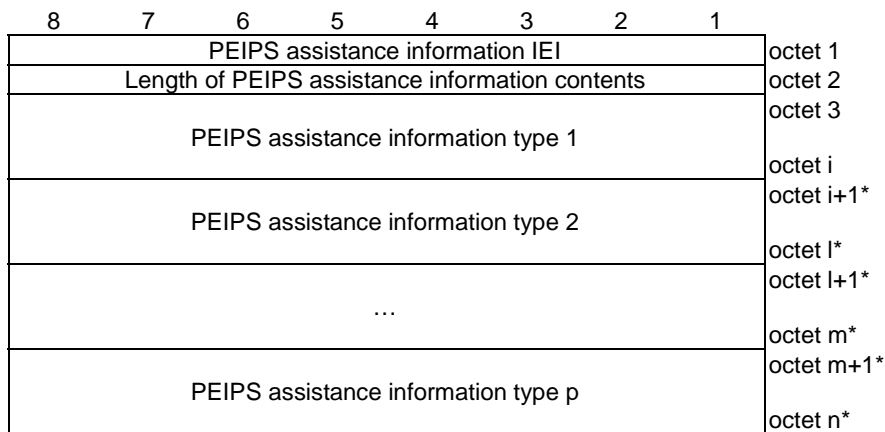 8 7 6 5 4 3 2 1
PEIPS assistance information IEI octet 1
Length of PEIPS assistance information contents octet 2
octet 3
PEIPS assistance information type 1
octet i
octet i+1*
PEIPS assistance information type 2
octet l*
octet l+1*
…
octet m*
octet m+1*
PEIPS assistance information type p
octet n*